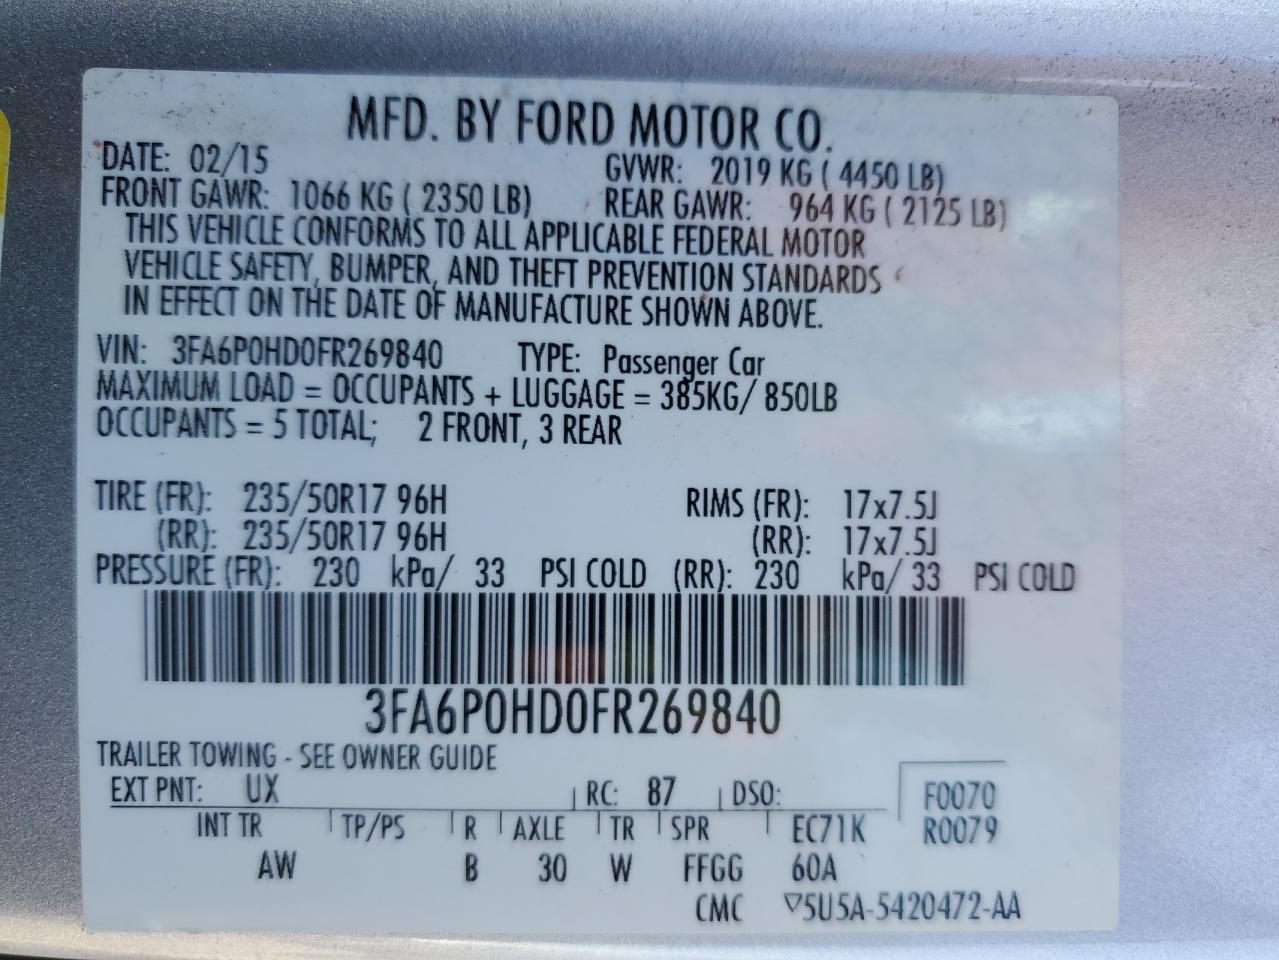 MFD. BY FORD MOTOR CO.
DATE: 02/15 GVWR: 2019 KG ( 4450 LB)
FRONT GAWR: 1066 KG ( 2350 LB) REAR GAWR: 964 KG ( 2125 LB)
THIS VEHICLE CONFORMS TO ALL APPLICABLE FEDERAL MOTOR
VEHICLE SAFETY, BUMPER, AND THEFT PREVENTION STANDARDS
IN EFFECT ON THE DATE OF MANUFACTURE SHOWN ABOVE.
VIN: 3FA6P0HD0FR269840 TYPE: Passenger Car
MAXIMUM LOAD = OCCUPANTS + LUGGAGE = 385KG/ 850LB
OCCUPANTS = 5 TOTAL; 2 FRONT, 3 REAR
TIRE (FR): 235/50R17 96H RIMS (FR): 17x7.5J
(RR): 235/50R17 96H (RR): 17x7.5J
PRESSURE (FR): 230 kPa/ 33 PSI COLD (RR): 230 kPa/ 33 PSI COLD
3FA6P0HD0FR269840
TRAILER TOWING - SEE OWNER GUIDE
EXT PNT: UX RC: 87 DSO: F0070
INT TR TP/PS R AXLE TR SPR EC71K R0079
AW B 30 W FFGG 60A
CMC ▽5U5A-5420472-AA